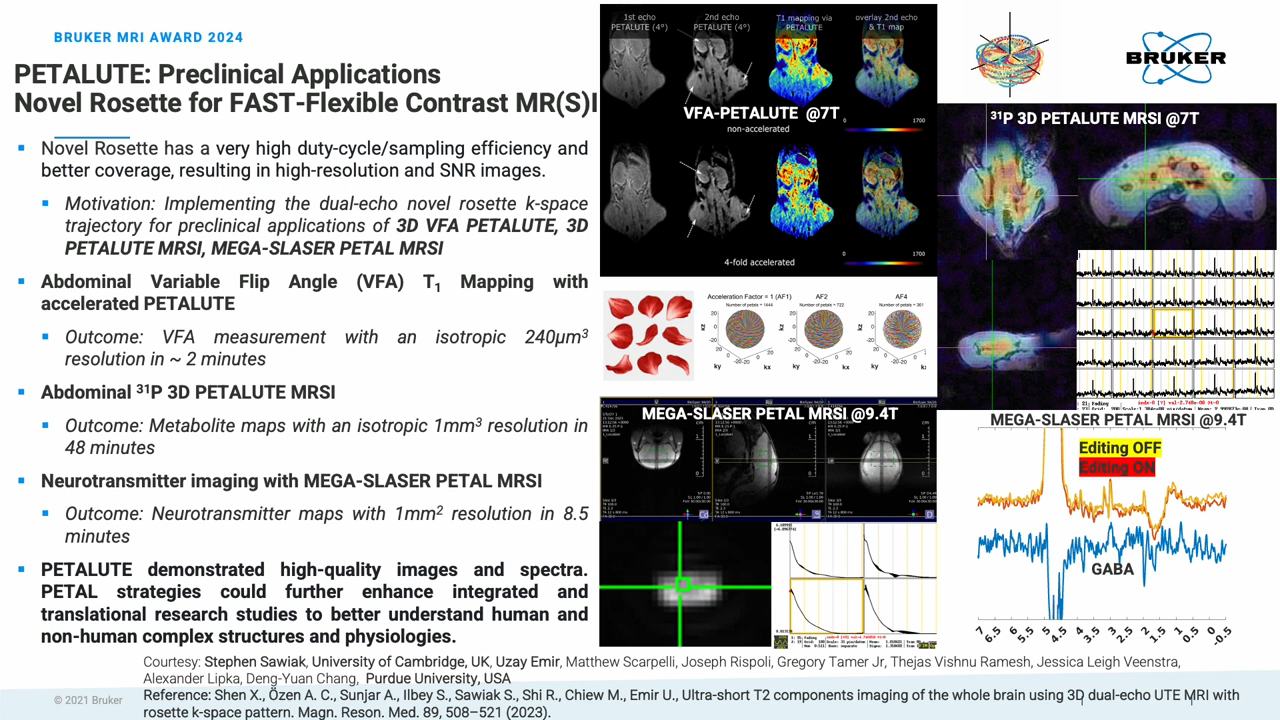 BRUKER MRI AWARD 2024
PETALUTE: Preclinical Applications
Novel Rosette for FAST-Flexible Contrast MR(S)I
Novel Rosette has a very high duty-cycle/sampling efficiency and
better coverage, resulting in high-resolution and SNR images.
Motivation: Implementing the dual-echo novel rosette k-space
trajectory for preclinical applications of 3D VFA PETALUTE, 3D
PETALUTE MRSI, MEGA-SLASER PETAL MRSI
Abdominal Variable Flip Angle (VFA) T1 Mapping with
accelerated PETALUTE
Outcome: VFA measurement with an isotropic 240µm³
resolution in ~ 2 minutes
Abdominal ³¹P 3D PETALUTE MRSI
Outcome: Metabolite maps with an isotropic 1mm³ resolution in
48 minutes
Neurotransmitter imaging with MEGA-SLASER PETAL MRSI
Outcome: Neurotransmitter maps with 1mm² resolution in 8.5
minutes
PETALUTE demonstrated high-quality images and spectra.
PETAL strategies could further enhance integrated and
translational research studies to better understand human and
non-human complex structures and physiologies.
1st echo
PETALUTE (4°)
2nd echo
PETALUTE (4°)
T1 mapping via
PETALUTE
overlay 2nd echo
& T1 map
VFA-PETALUTE @7T
non-accelerated
0 1700
4-fold accelerated
0 1700
Acceleration Factor = 1 (AF1) AF2 AF4
Number of petals = 1444 Number of petals = 722 Number of petals = 361
kz kz kz
20 0 -20
ky kx ky kx ky kx
MEGA-SLASER PETAL MRSI @9.4T
BRUKER
³¹P 3D PETALUTE MRSI @7T
MEGA-SLASER PETAL MRSI @9.4T
Editing OFF
Editing ON
GABA
7 6.5 6.5 5.5 4.5 4.5 3.5 2.5 2.5 1.5 0.5 0 -0.5
Courtesy: Stephen Sawiak, University of Cambridge, UK, Uzay Emir, Matthew Scarpelli, Joseph Rispoli, Gregory Tamer Jr, Thejas Vishnu Ramesh, Jessica Leigh Veenstra,
Alexander Lipka, Deng-Yuan Chang, Purdue University, USA
Reference: Shen X., Özen A. C., Sunjar A., Ilbey S., Sawiak S., Shi R., Chiew M., Emir U., Ultra-short T2 components imaging of the whole brain using 3D dual-echo UTE MRI with
rosette k-space pattern. Magn. Reson. Med. 89, 508–521 (2023).
© 2021 Bruker